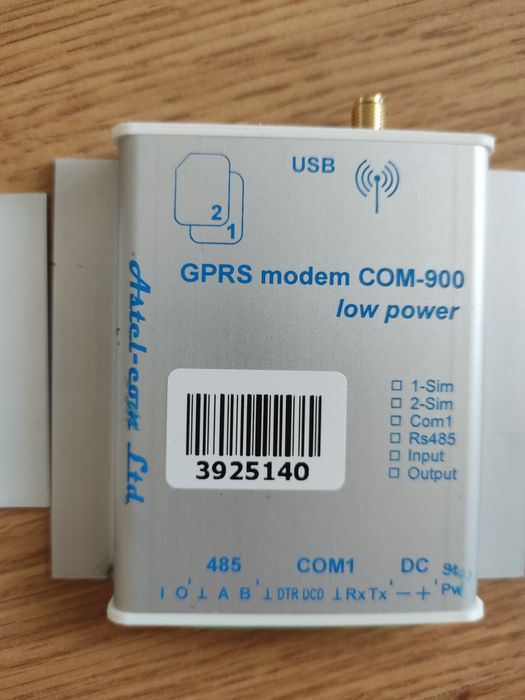 USB
2
1
GPRS modem COM-900
low power
Astel-com Ltd.
1-Sim
2-Sim
Com1
Rs485
Input
Output
3925140
485 COM1 DC
I O ⊥ A B ⊥ DTR DCD ⊥ Rx Tx - + Pw